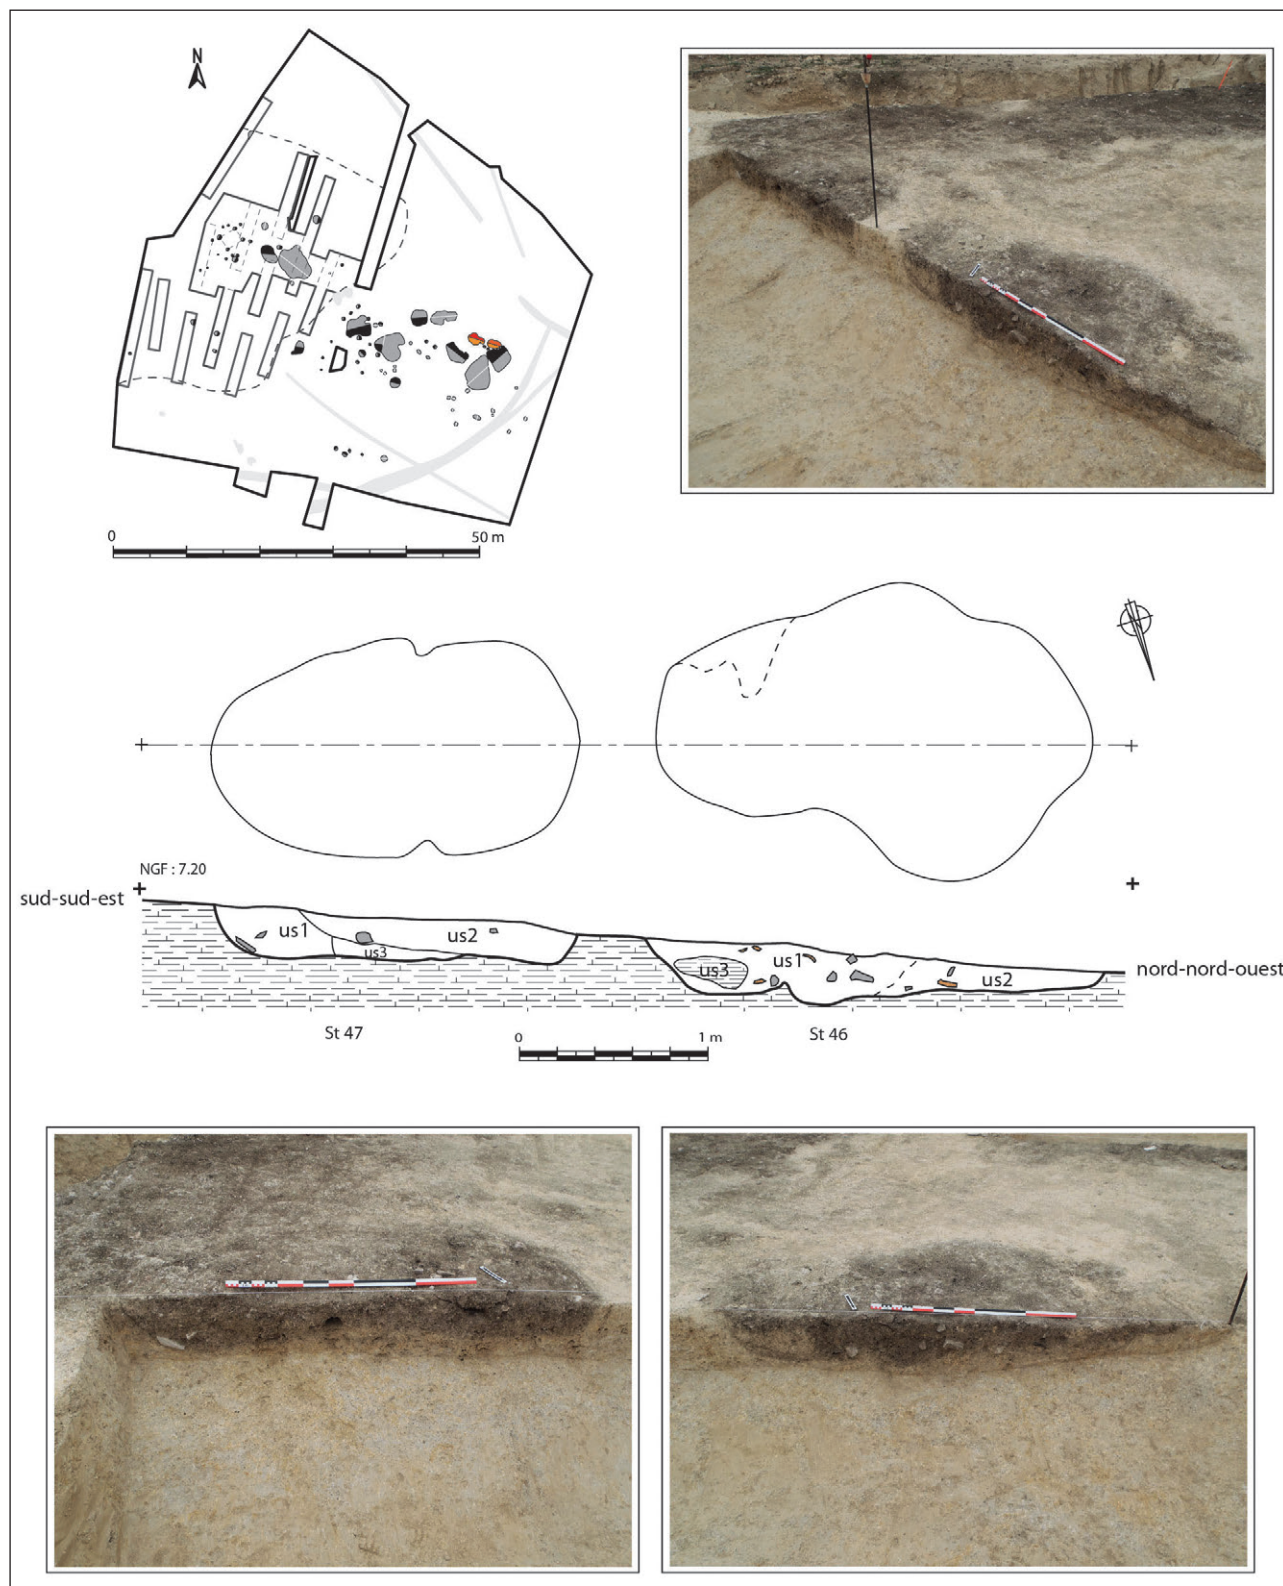 N
0 50 m
NGF : 7.20
sud-sud-est
us1
us2
us3
us3
us1
us2
nord-nord-ouest
St 47
St 46
0 1 m